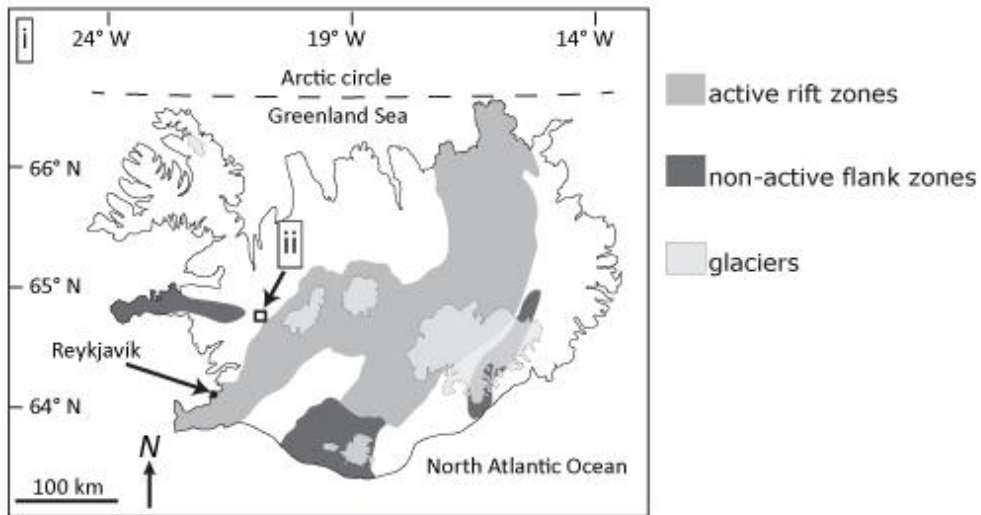 i
24° W 19° W 14° W
Arctic circle
Greenland Sea
active rift zones
66° N
non-active flank zones
ii
glaciers
65° N
Reykjavik
64° N
N
North Atlantic Ocean
100 km